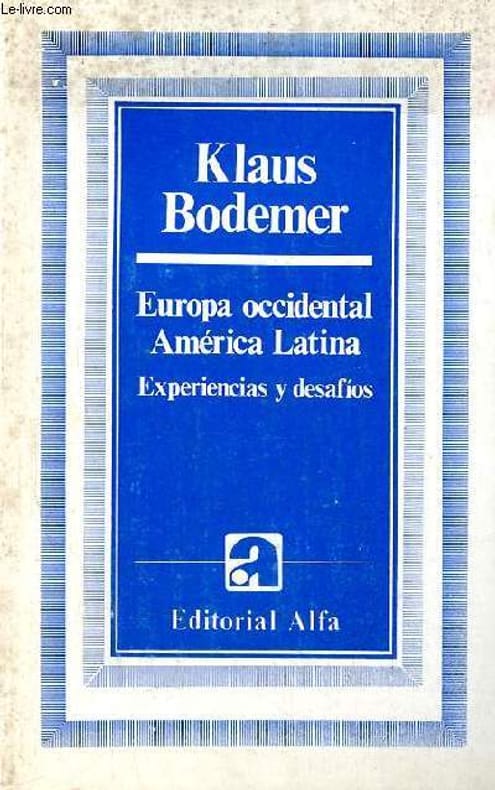 Le-livre.com
Klaus
Bodemer
Europa occidental
América Latina
Experiencias y desafíos
a
Editorial Alfa